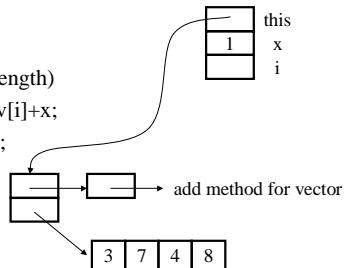 this
1 x
i
ength)
v[i]+x;
;
add method for vector
3 7 4 8